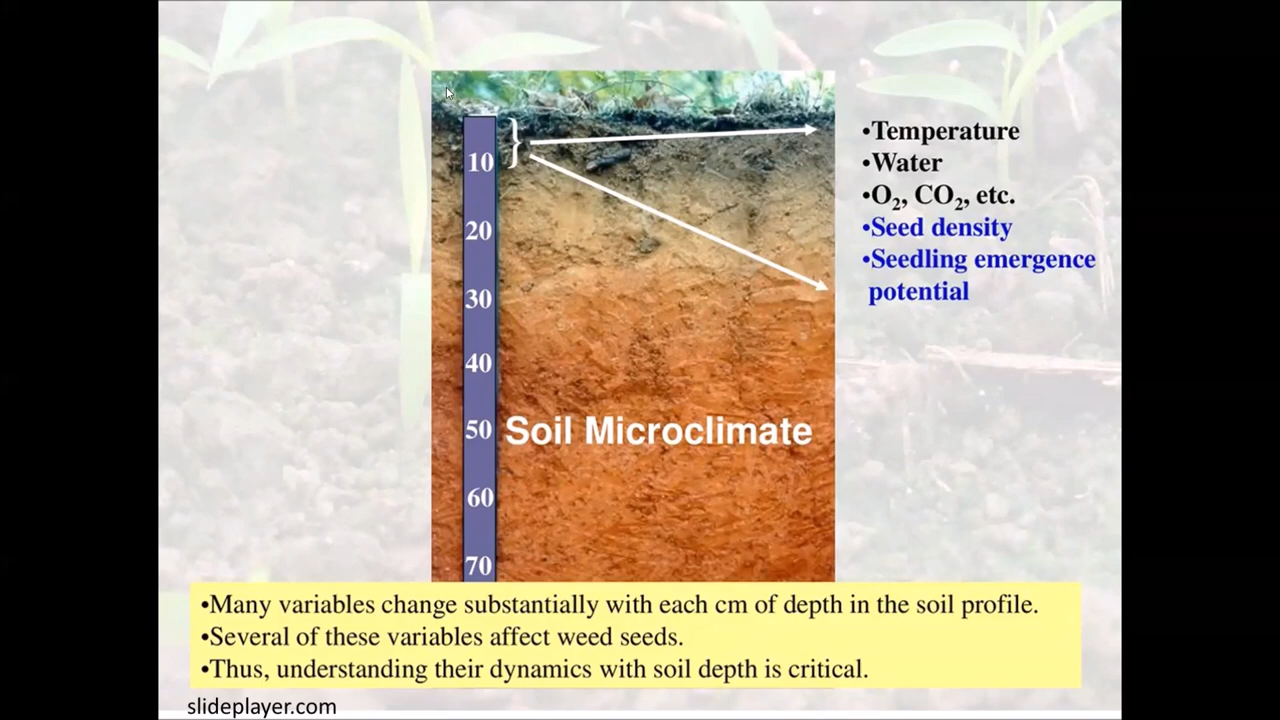 10
20
30
40
50
60
70
Soil Microclimate
•Temperature
•Water
•O₂, CO₂, etc.
•Seed density
•Seedling emergence
potential
•Many variables change substantially with each cm of depth in the soil profile.
•Several of these variables affect weed seeds.
•Thus, understanding their dynamics with soil depth is critical.
slideplayer.com